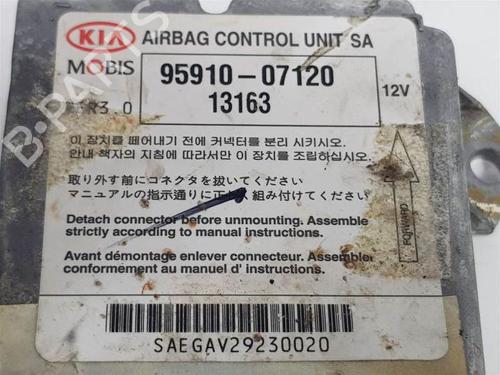 KIA AIRBAG CONTROL UNIT SA
MOBIS 95910-07120
R3.0 13163 12V
이 장치를 떼어내기 전에 커넥터를 분리 시키시오.
안내 책자의 지침에 따라서만 이 장치를 조립하십시오.
取り外す前にコネクタを抜いてください
マニュアルの指示通りに正しく組み付けてください
Detach connector before unmounting. Assemble
strictly according to manual instructions.
Avant démontage enlever connecteur. Assembler
conformement au manuel d' instructions.
SAEGAV29230020
Forward
B-PARTS